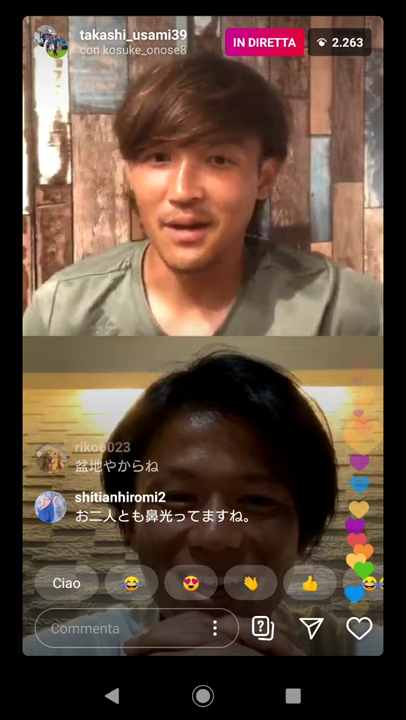 takashi_usami39
con kosuke_onose8
IN DIRETTA
2.263
riko6023
盆地やからね
shitianhiromi2
お二人とも鼻光ってますね。
Ciao
Commenta